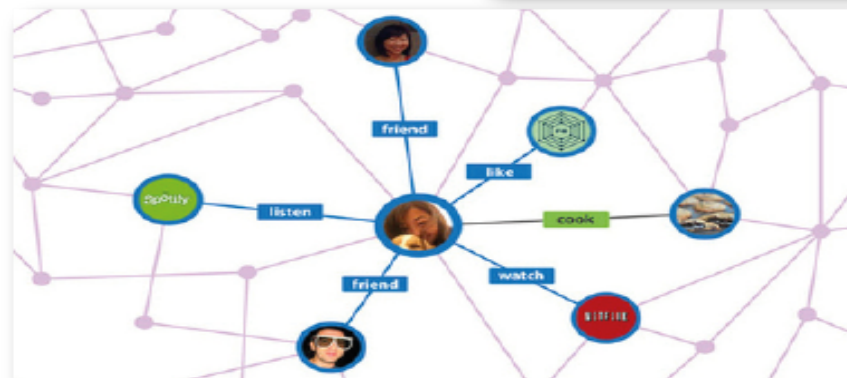 friend
like
Spotify
listen
cook
friend
watch
NETFLIX